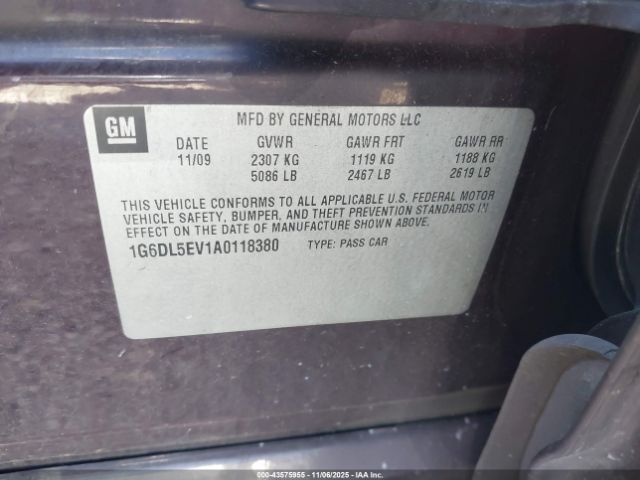 GM
MFD BY GENERAL MOTORS LLC
DATE GVWR GAWR FRT GAWR RR
11/09 2307 KG 1119 KG 1188 KG
5086 LB 2467 LB 2619 LB
THIS VEHICLE CONFORMS TO ALL APPLICABLE U.S. FEDERAL MOTOR
VEHICLE SAFETY, BUMPER, AND THEFT PREVENTION STANDARDS IN
EFFECT ON THE DATE OF MANUFACTURE SHOWN ABOVE.
1G6DL5EV1A0118380 TYPE: PASS CAR
© - 43575955 - 11/06/2025 - IAA Inc.